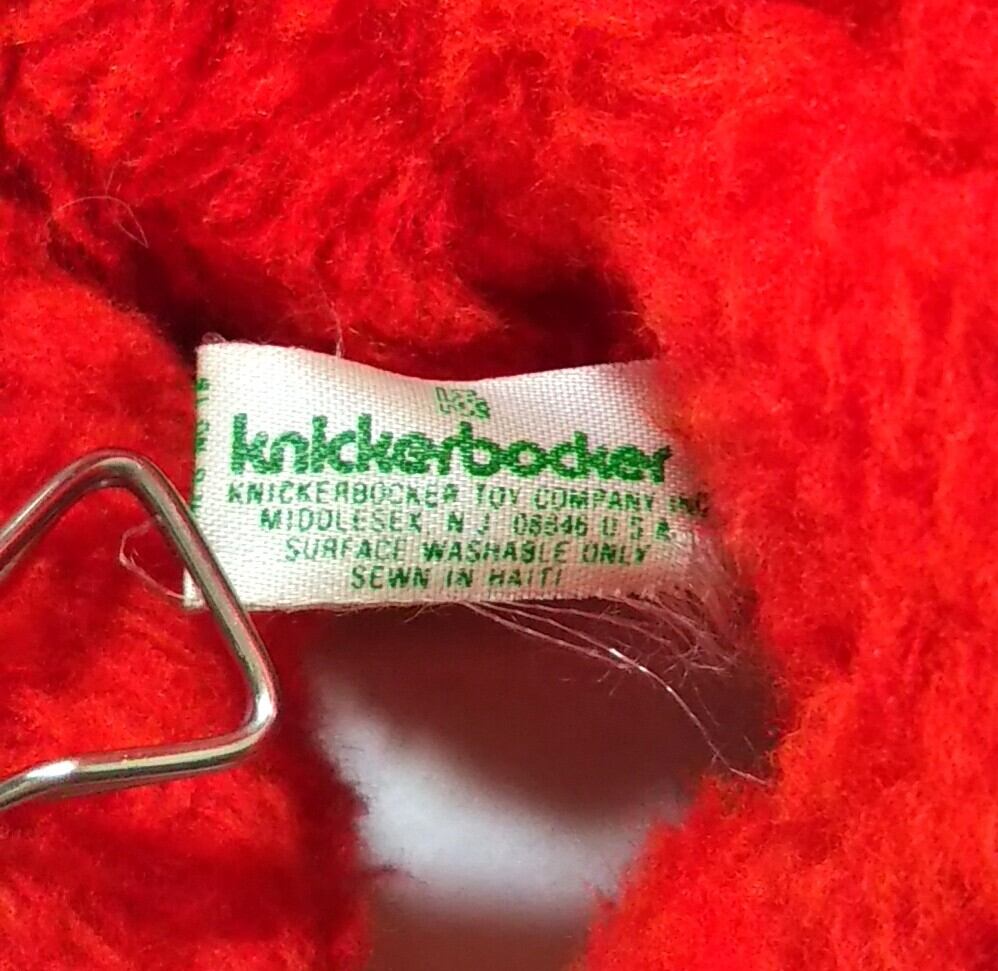 knickerbocker
KNICKERBOCKER TOY COMPANY INC
MIDDLESEX, N J 08846 U S A
SURFACE WASHABLE ONLY
SEWN IN HAITI